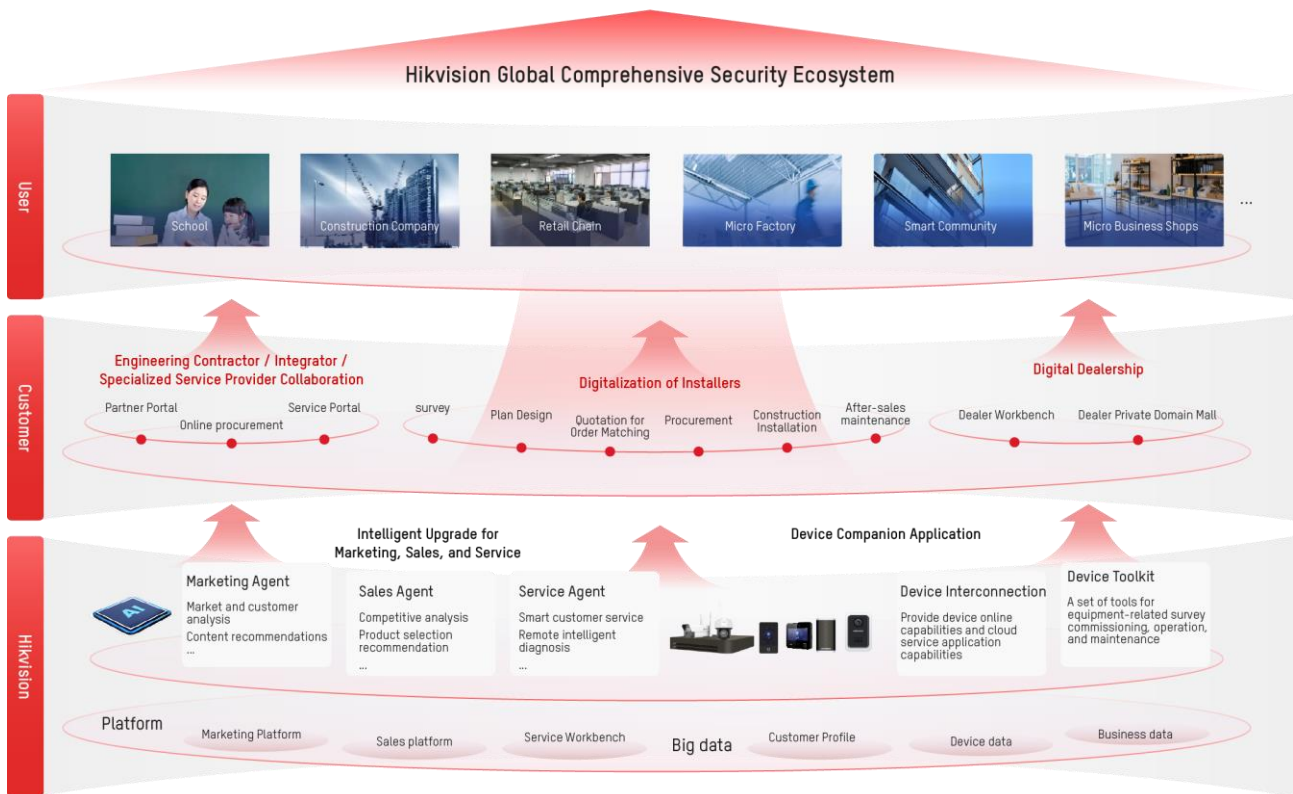 Hikvision Global Comprehensive Security Ecosystem
User
School
Construction Company
Retail Chain
Micro Factory
Smart Community
Micro Business Shops
...
Customer
Engineering Contractor / Integrator /
Specialized Service Provider Collaboration
Partner Portal
Online procurement
Service Portal
Digitalization of Installers
survey
Plan Design
Quotation for
Order Matching
Procurement
Construction
Installation
After-sales
maintenance
Digital Dealership
Dealer Workbench
Dealer Private Domain Mall
Hikvision
Intelligent Upgrade for
Marketing, Sales, and Service
AI
Marketing Agent
Market and customer
analysis
Content recommendations
...
Sales Agent
Competitive analysis
Product selection
recommendation
...
Service Agent
Smart customer service
Remote intelligent
diagnosis
...
Device Companion Application
Device Interconnection
Provide device online
capabilities and cloud
service application
capabilities
Device Toolkit
A set of tools for
equipment-related survey
commissioning, operation,
and maintenance
Platform
Marketing Platform
Sales platform
Service Workbench
Big data
Customer Profile
Device data
Business data